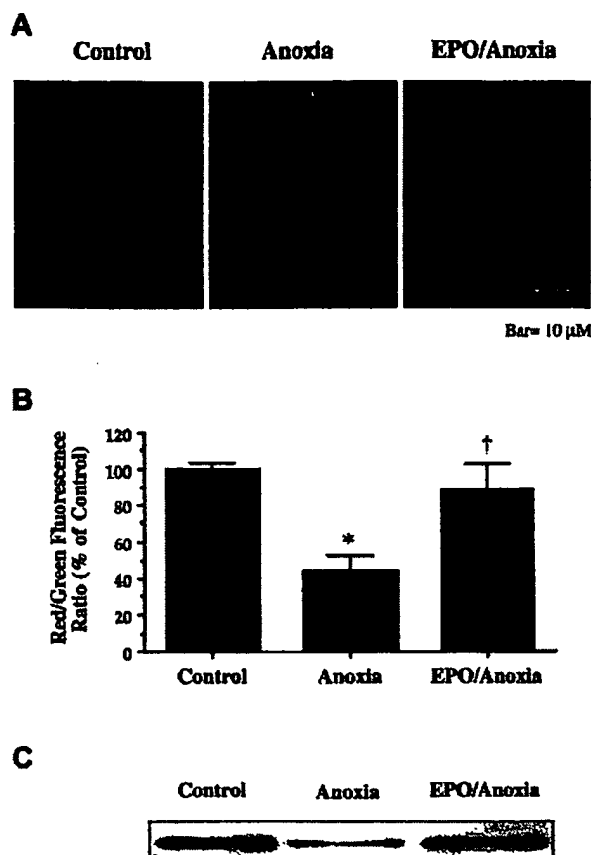 A
Control Anoxia EPO/Anoxia
Bar= 10 µM
B
Red/Green Fluorescence
Ratio (% of Control)
120
100
80
60
40
20
0
*
†
Control Anoxia EPO/Anoxia
C
Control Anoxia EPO/Anoxia